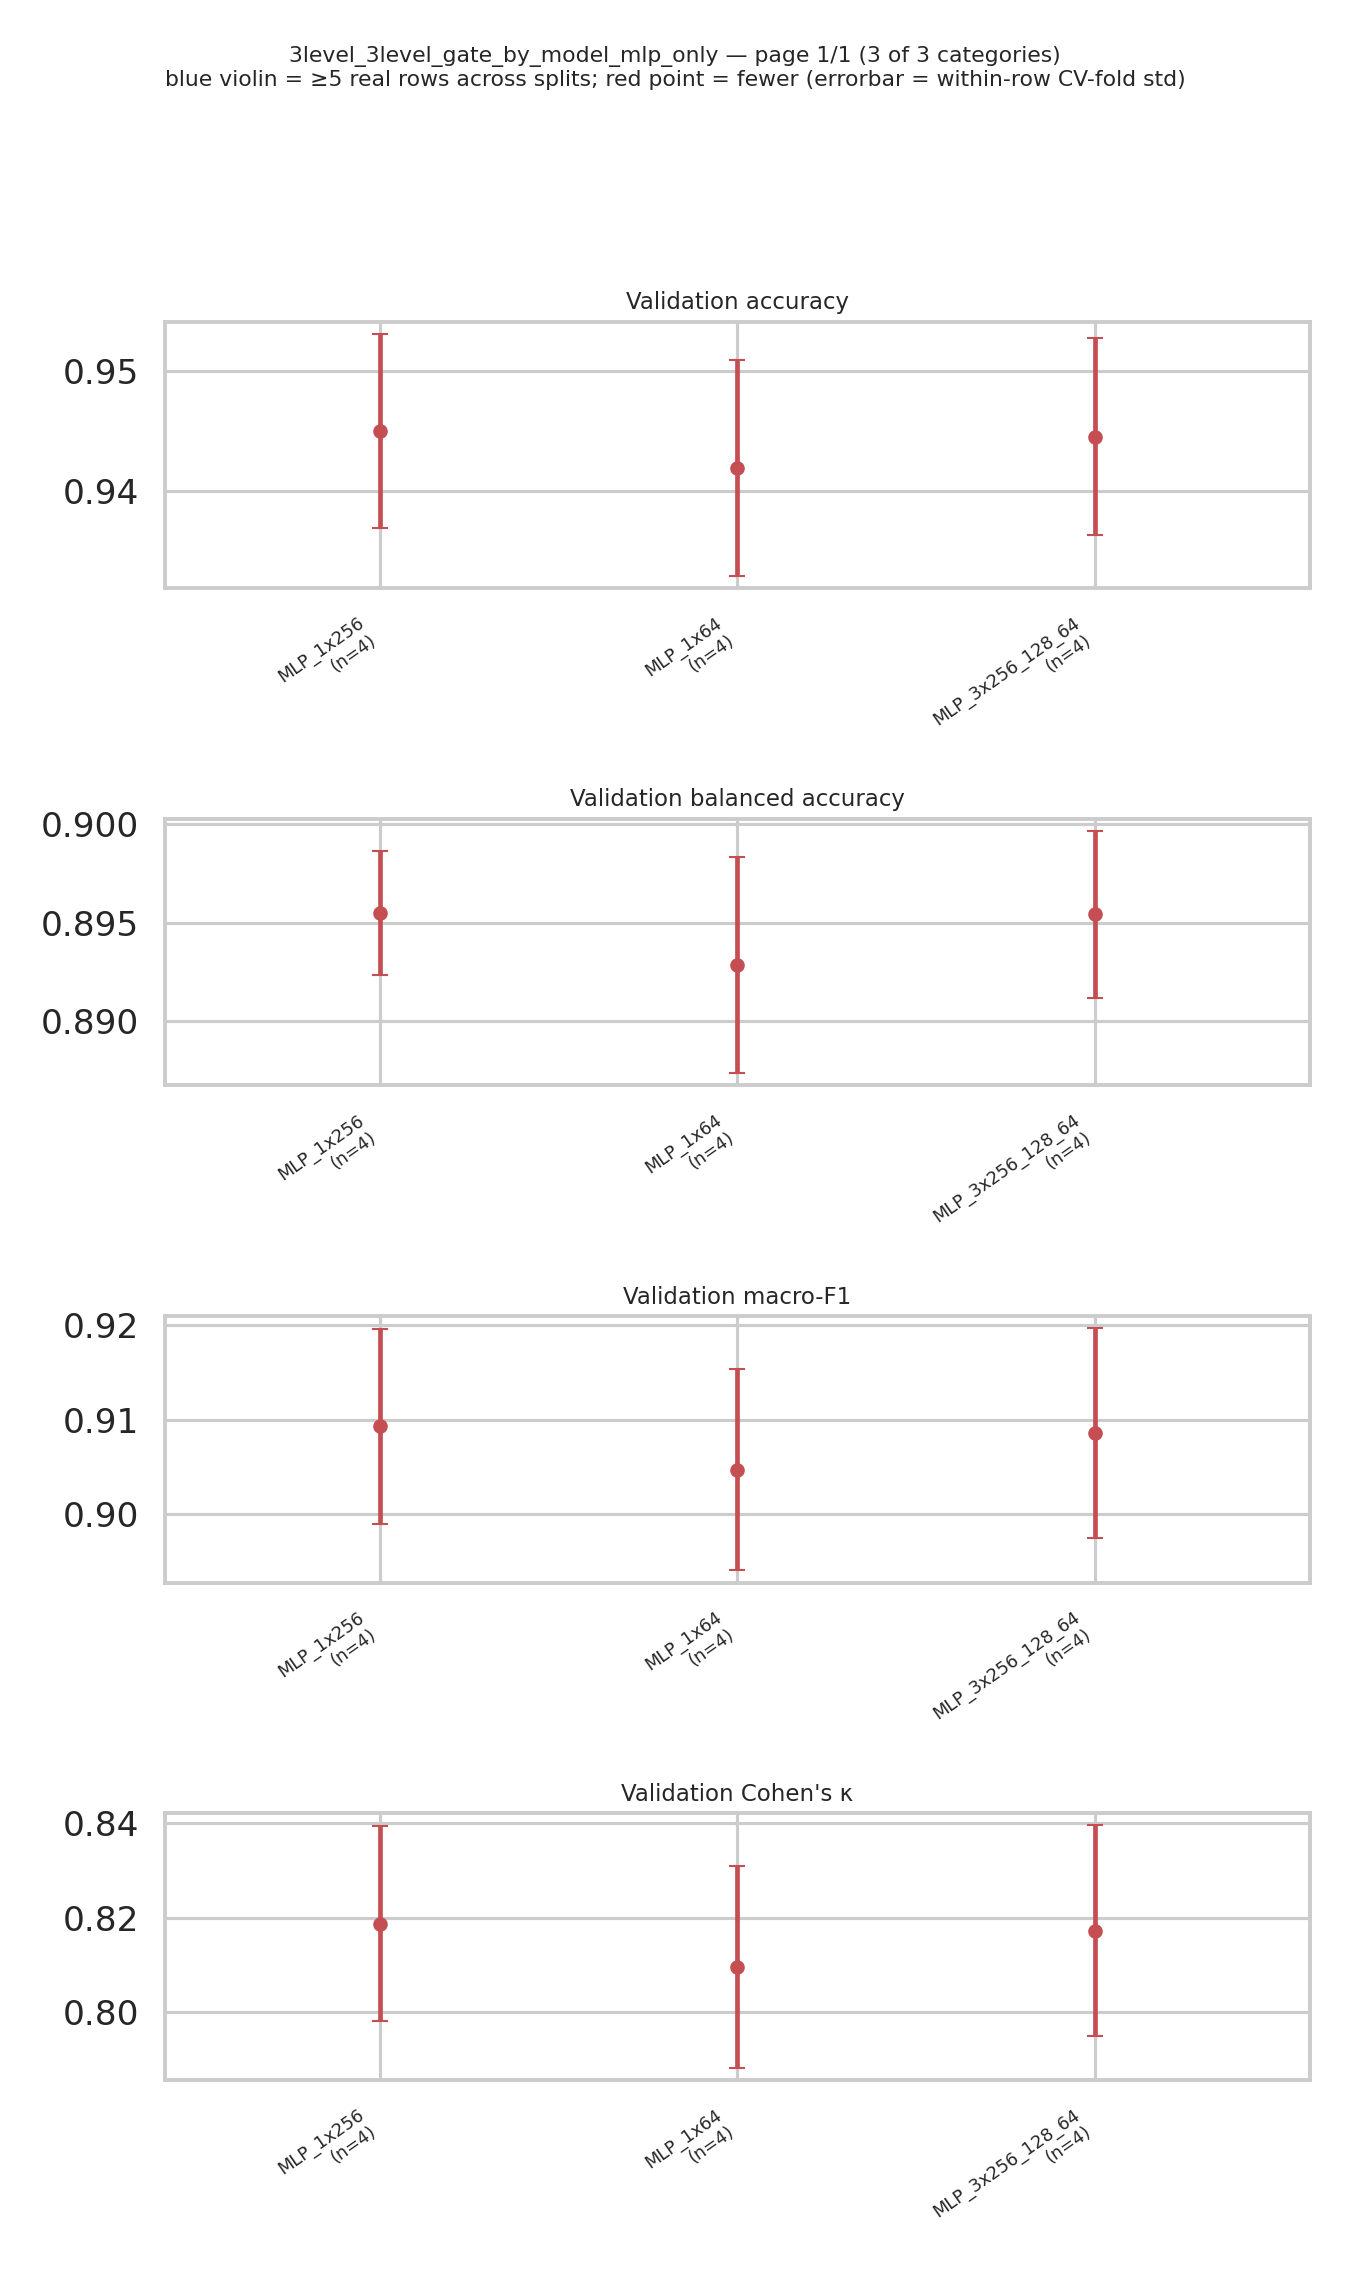 3level_3level_gate_by_model_mlp_only — page 1/1 (3 of 3 categories)
blue violin = ≥5 real rows across splits; red point = fewer (errorbar = within-row CV-fold std)
Validation accuracy
0.95
0.94
MLP_1x256
(n=4)
MLP_1x64
(n=4)
MLP_3x256_128_64
(n=4)
Validation balanced accuracy
0.900
0.895
0.890
MLP_1x256
(n=4)
MLP_1x64
(n=4)
MLP_3x256_128_64
(n=4)
Validation macro-F1
0.92
0.91
0.90
MLP_1x256
(n=4)
MLP_1x64
(n=4)
MLP_3x256_128_64
(n=4)
Validation Cohen's κ
0.84
0.82
0.80
MLP_1x256
(n=4)
MLP_1x64
(n=4)
MLP_3x256_128_64
(n=4)